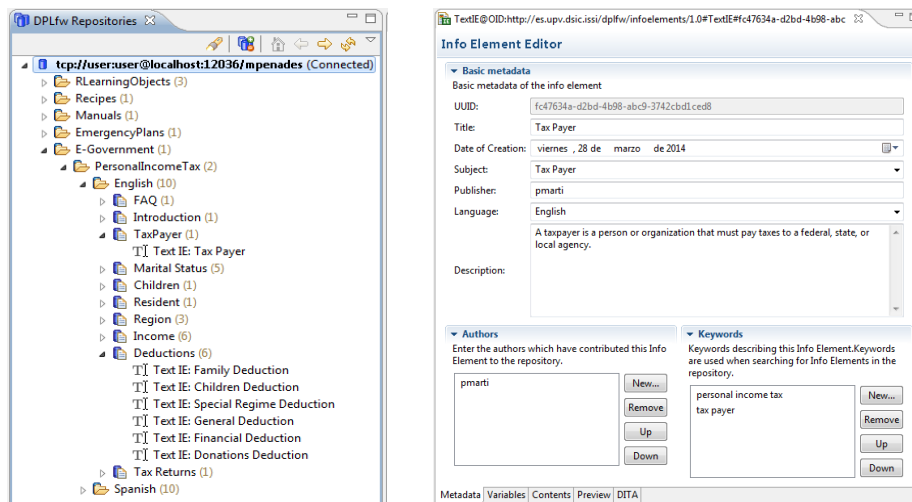 DPLfw Repositories
tcp://user:user@localhost:12036/mpenades (Connected)
RLearningObjects (3)
Recipes (1)
Manuals (1)
EmergencyPlans (1)
E-Government (1)
PersonalIncomeTax (2)
English (10)
FAQ (1)
Introduction (1)
TaxPayer (1)
Text IE: Tax Payer
Marital Status (5)
Children (1)
Resident (1)
Region (3)
Income (6)
Deductions (6)
Text IE: Family Deduction
Text IE: Children Deduction
Text IE: Special Regime Deduction
Text IE: General Deduction
Text IE: Financial Deduction
Text IE: Donations Deduction
Tax Returns (1)
Spanish (10)
TextIE@OID:http://es.upv.dsic.issi/dplfw/infoelements/1.0#TextIE#fc47634a-d2bd-4b98-abc
Info Element Editor
Basic metadata
Basic metadata of the info element
UUID: fc47634a-d2bd-4b98-abc9-3742cbd1ced8
Title: Tax Payer
Date of Creation: viernes , 28 de marzo de 2014
Subject: Tax Payer
Publisher: pmarti
Language: English
Description:
A taxpayer is a person or organization that must pay taxes to a federal, state, or
local agency.
Authors
Enter the authors which have contributed this Info
Element to the repository.
pmarti
New...
Remove
Up
Down
Keywords
Keywords describing this Info Element.Keywords
are used when searching for Info Elements in the
repository.
personal income tax
tax payer
New...
Remove
Up
Down
Metadata Variables Contents Preview DITA